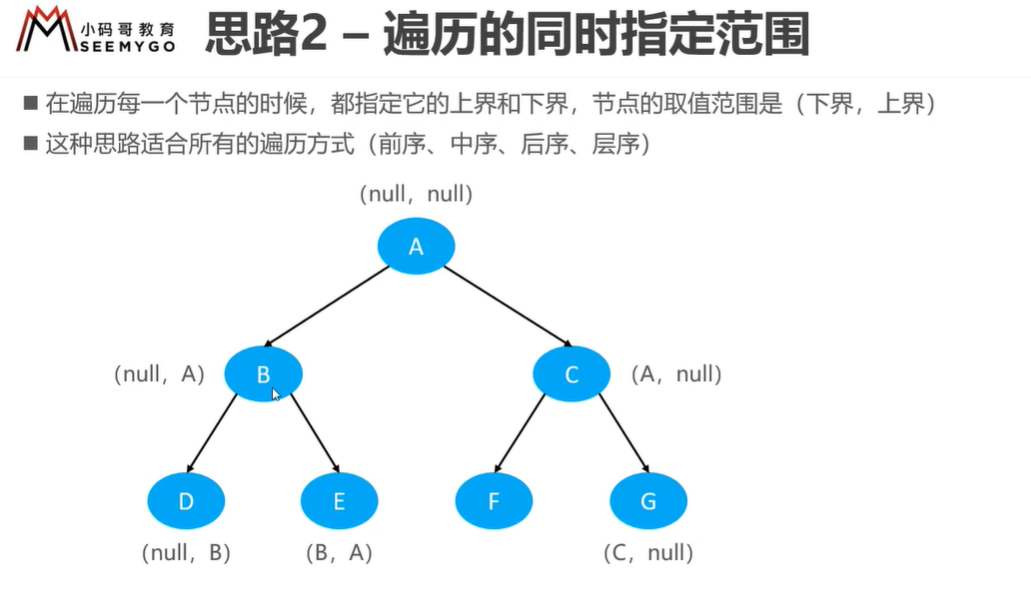 小码哥教育
SEEMYGO
思路2 – 遍历的同时指定范围
■ 在遍历每一个节点的时候，都指定它的上界和下界，节点的取值范围是（下界，上界）
■ 这种思路适合所有的遍历方式（前序、中序、后序、层序）
（null，null）
A
（null，A） B C （A，null）
D E F G
（null，B） （B，A） （C，null）